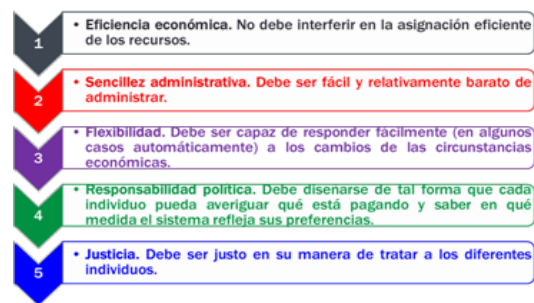 1
• Eficiencia económica. No debe interferir en la asignación eficiente
de los recursos.
2
• Sencillez administrativa. Debe ser fácil y relativamente barato de
administrar.
3
• Flexibilidad. Debe ser capaz de responder fácilmente (en algunos
casos automáticamente) a los cambios de las circunstancias
económicas.
4
• Responsabilidad política. Debe diseñarse de tal forma que cada
individuo pueda averiguar qué está pagando y saber en qué
medida el sistema refleja sus preferencias.
5
• Justicia. Debe ser justo en su manera de tratar a los diferentes
individuos.